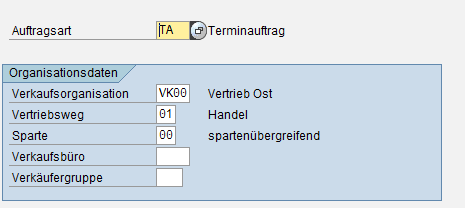 Auftragsart TA Terminauftrag
Organisationsdaten
Verkaufsorganisation VK00 Vertrieb Ost
Vertriebsweg 01 Handel
Sparte 00 spartenübergreifend
Verkaufsbüro
Verkäufergruppe